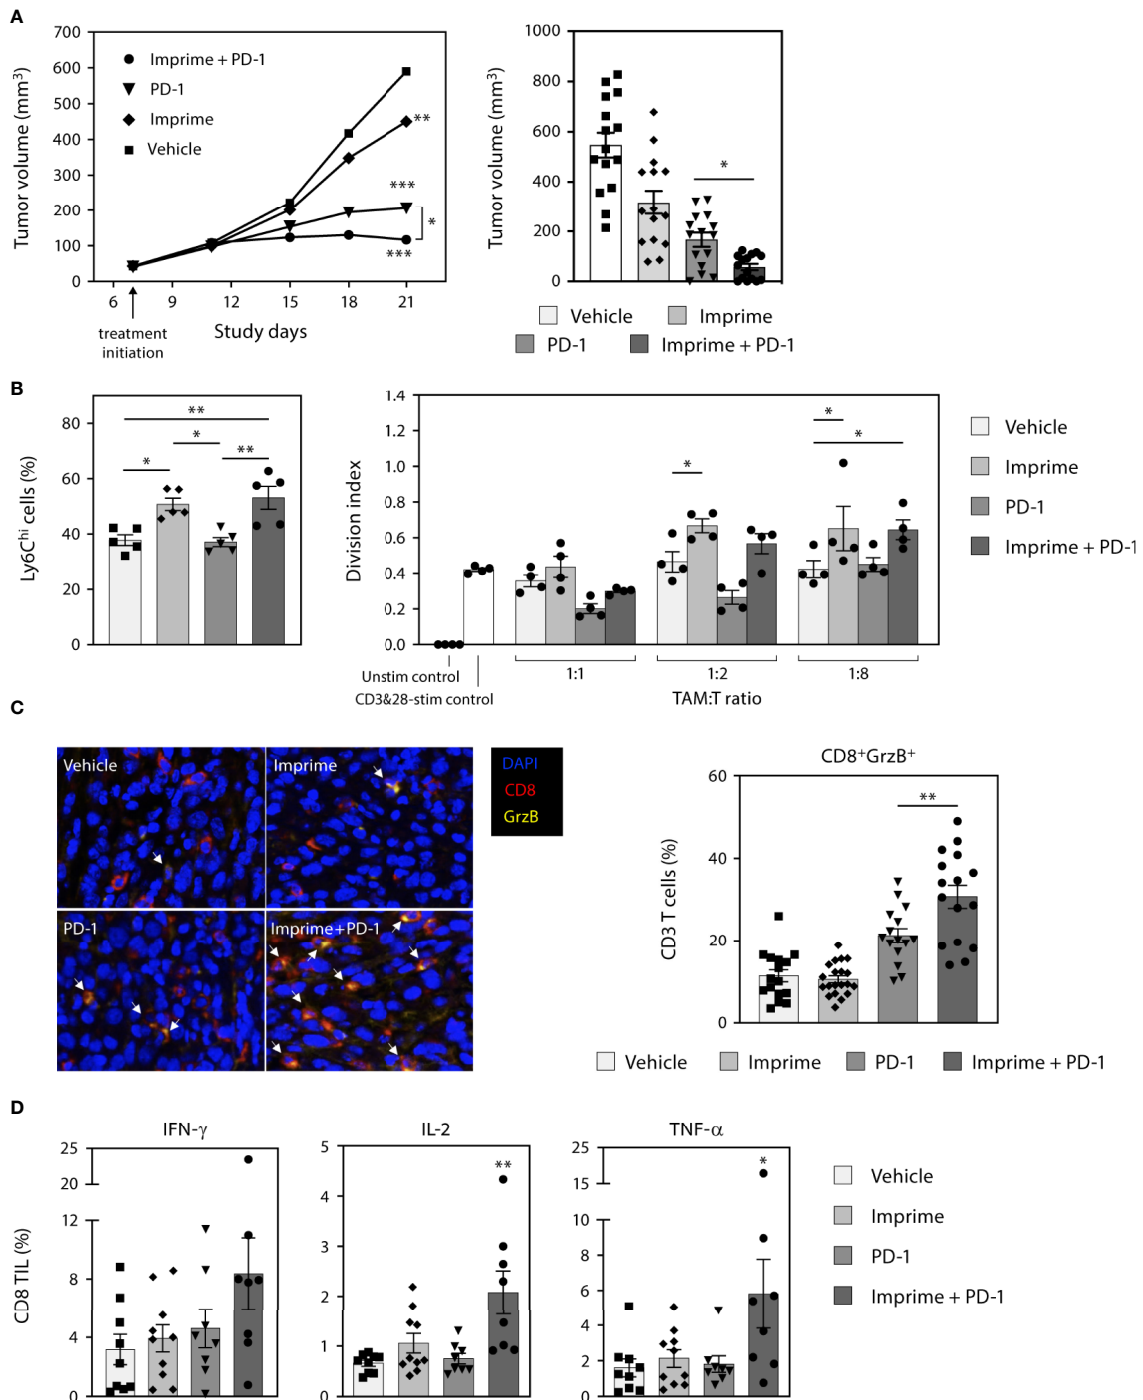 A
Tumor volume (mm³)
700
600
500
400
300
200
100
0
Imprime + PD-1
PD-1
Imprime
Vehicle
**
***
*
***
6 9 12 15 18 21
treatment
initiation
Study days
Tumor volume (mm³)
1000
800
600
400
200
0
*
Vehicle Imprime
PD-1 Imprime + PD-1
B
Ly6Chi cells (%)
80
60
40
20
0
**
*
**
*
Division index
1.4
1.2
1.0
0.8
0.6
0.4
0.2
0.0
*
*
*
Unstim control
CD3&28-stim control
1:1 1:2 1:8
TAM:T ratio
Vehicle
Imprime
PD-1
Imprime + PD-1
C
Vehicle Imprime
PD-1 Imprime+PD-1
DAPI
CD8
GrzB
CD8⁺GrzB⁺
CD3 T cells (%)
60
40
20
0
**
Vehicle Imprime PD-1 Imprime + PD-1
D
CD8 TIL (%)
IFN-γ
25
20
12
8
4
0
IL-2
5
4
3
2
1
0
**
TNF-α
25
15
10
8
6
4
2
0
*
Vehicle
Imprime
PD-1
Imprime + PD-1